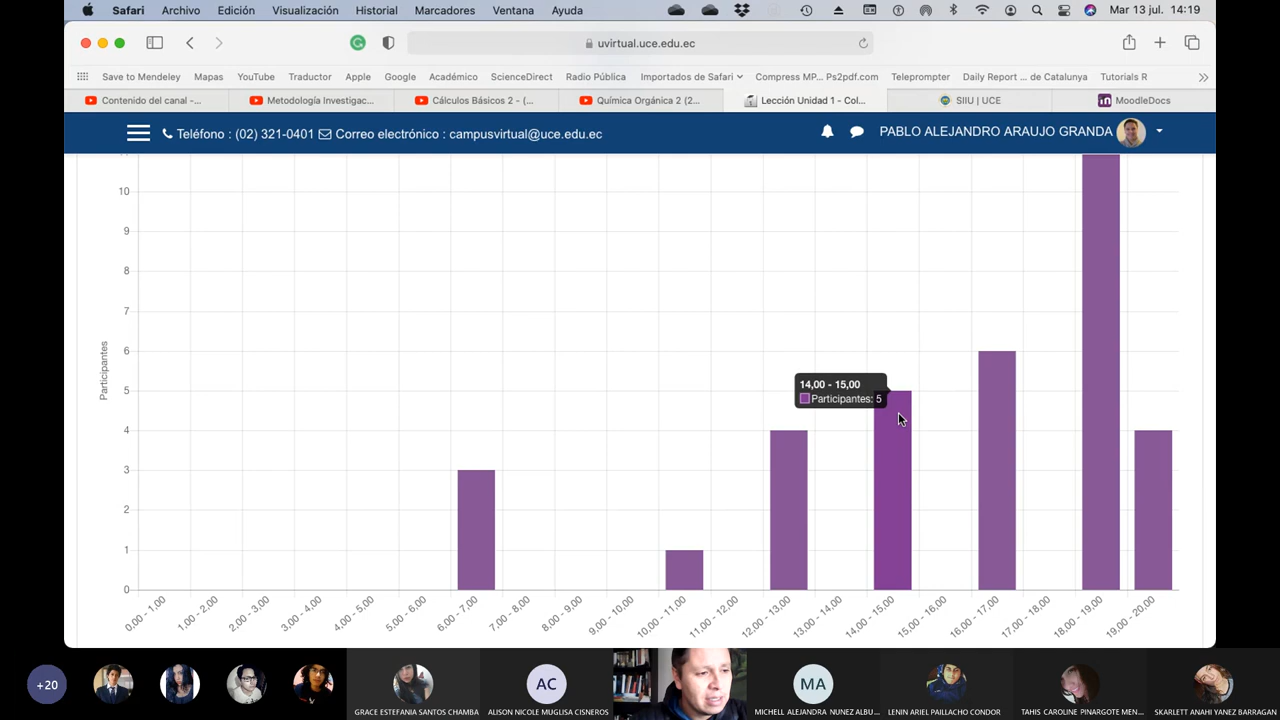 Safari Archivo Edición Visualización Historial Marcadores Ventana Ayuda Mar 13 jul. 14:19
uvirtual.uce.edu.ec
Save to Mendeley Mapas YouTube Traductor Apple Google Académico ScienceDirect Radio Pública Importados de Safari Compress MP... Ps2pdf.com Teleprompter Daily Report ... de Catalunya Tutorials R
Contenido del canal -... Metodología Investigac... Cálculos Básicos 2 - (... Química Orgánica 2 (2... Lección Unidad 1 - Col... SIIU | UCE MoodleDocs
Teléfono : (02) 321-0401 Correo electrónico : campusvirtual@uce.edu.ec PABLO ALEJANDRO ARAUJO GRANDA
10
9
8
7
6
5
4
3
2
1
0
Participantes
14,00 - 15,00
Participantes: 5
0,00 - 1,00 1,00 - 2,00 2,00 - 3,00 3,00 - 4,00 4,00 - 5,00 5,00 - 6,00 6,00 - 7,00 7,00 - 8,00 8,00 - 9,00 9,00 - 10,00 10,00 - 11,00 11,00 - 12,00 12,00 - 13,00 13,00 - 14,00 14,00 - 15,00 15,00 - 16,00 16,00 - 17,00 17,00 - 18,00 18,00 - 19,00 19,00 - 20,00
+20 AC MA
GRACE ESTEFANIA SANTOS CHAMBA ALISON NICOLE MUGLISA CISNEROS MICHELL ALEJANDRA NUNEZ ALBU... LENIN ARIEL PAILLACHO CONDOR TAHIS CAROLINE PINARGOTE MEN... SKARLETT ANAHI YANEZ BARRAGAN